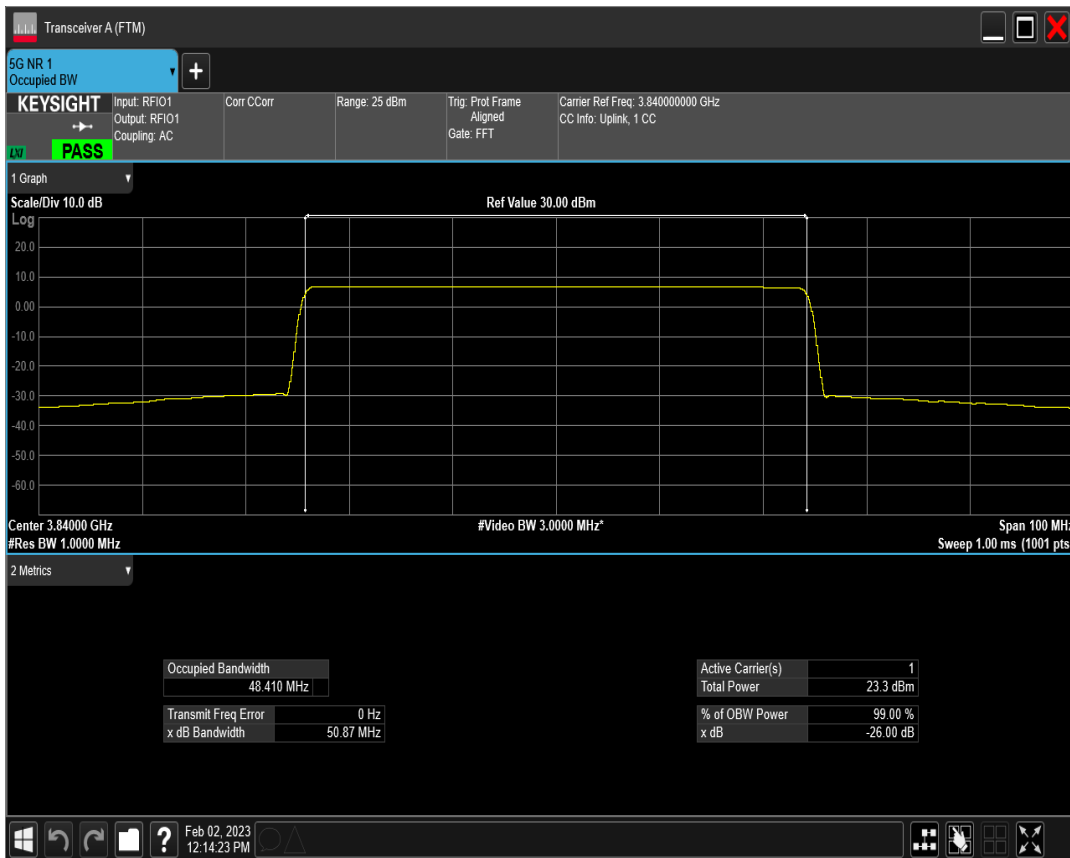 Transceiver A (FTM)
5G NR 1
Occupied BW
+
KEYSIGHT
LXI
PASS
Input: RFIO1
Output: RFIO1
Coupling: AC
Corr CCorr
Range: 25 dBm
Trig: Prot Frame
Aligned
Gate: FFT
Carrier Ref Freq: 3.840000000 GHz
CC Info: Uplink, 1 CC
1 Graph
Scale/Div 10.0 dB
Ref Value 30.00 dBm
Log
20.0
10.0
0.00
-10.0
-20.0
-30.0
-40.0
-50.0
-60.0
Center 3.84000 GHz
#Video BW 3.0000 MHz*
Span 100 MHz
#Res BW 1.0000 MHz
Sweep 1.00 ms (1001 pts
2 Metrics
Occupied Bandwidth
48.410 MHz
Transmit Freq Error 0 Hz
x dB Bandwidth 50.87 MHz
Active Carrier(s) 1
Total Power 23.3 dBm
% of OBW Power 99.00 %
x dB -26.00 dB
?
Feb 02, 2023
12:14:23 PM